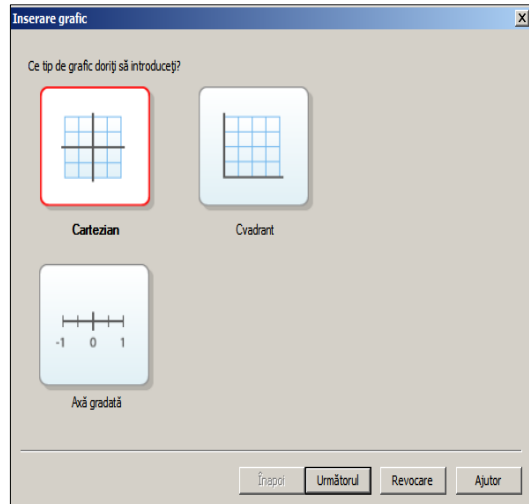 Inserare grafic
Ce tip de grafic doriți să introduceți?
Cartezian
Cvadrant
-1 0 1
Axă gradată
Înapoi
Următorul
Revocare
Ajutor